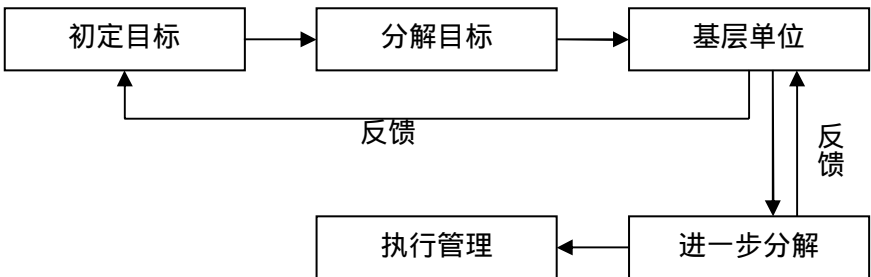 初定目标
分解目标
基层单位
反馈
反馈
执行管理
进一步分解